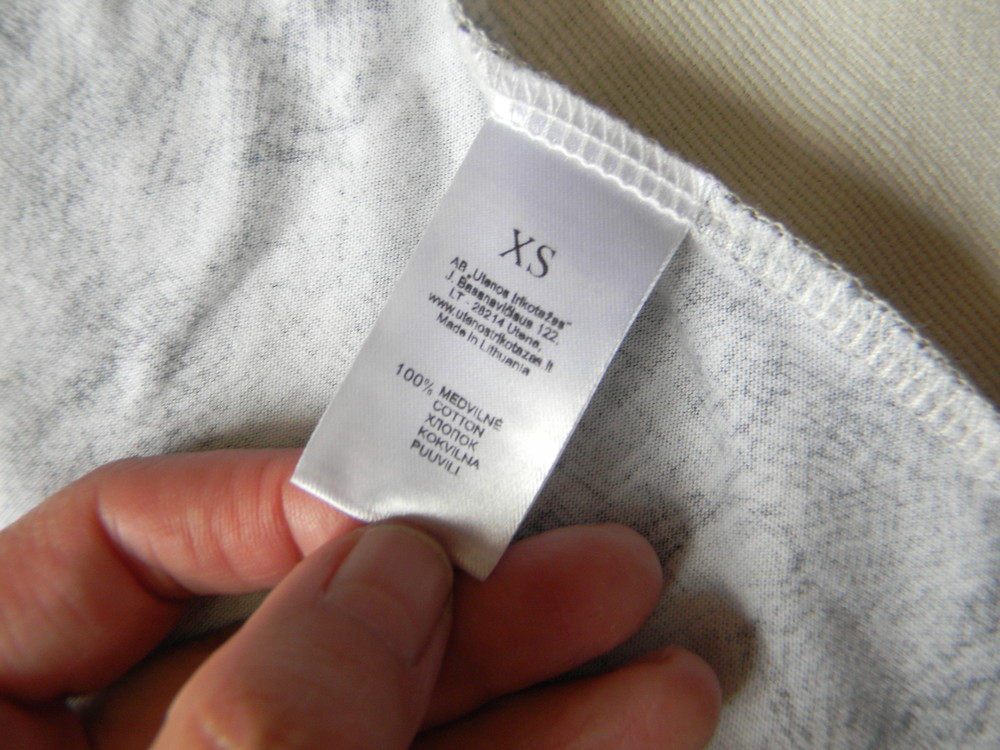 XS
AB „Utenos trikotažas“
J. Basanavičiaus 122,
LT - 28214 Utena,
www.utenostrikotazas.lt
Made in Lithuania
100% MEDVILNĖ
COTTON
ХЛОПОК
KOKVILNA
PUUVILL